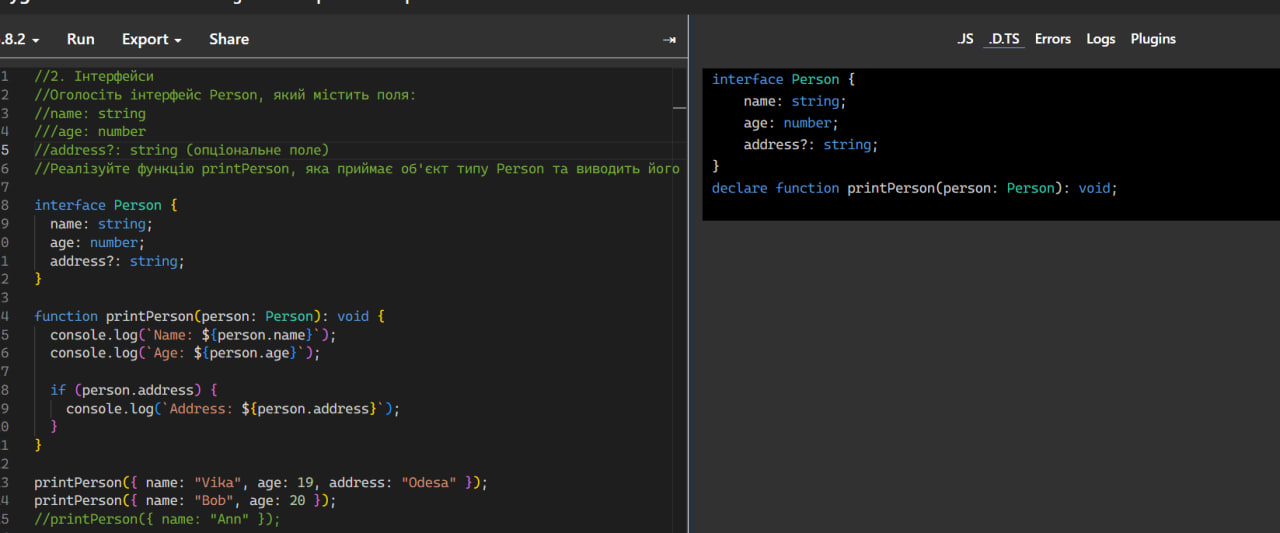 .8.2 Run Export Share
.JS .D.TS Errors Logs Plugins
1 //2. Інтерфейси
2 //Оголосіть інтерфейс Person, який містить поля:
3 //name: string
4 ///age: number
5 //address?: string (опціональне поле)
6 //Реалізуйте функцію printPerson, яка приймає об'єкт типу Person та виводить його
7
8 interface Person {
9 name: string;
0 age: number;
1 address?: string;
2 }
3
4 function printPerson(person: Person): void {
5 console.log(`Name: ${person.name}`);
6 console.log(`Age: ${person.age}`);
7
8 if (person.address) {
9 console.log(`Address: ${person.address}`);
0 }
1 }
2
3 printPerson({ name: "Vika", age: 19, address: "Odesa" });
4 printPerson({ name: "Bob", age: 20 });
5 //printPerson({ name: "Ann" });
interface Person {
name: string;
age: number;
address?: string;
}
declare function printPerson(person: Person): void;